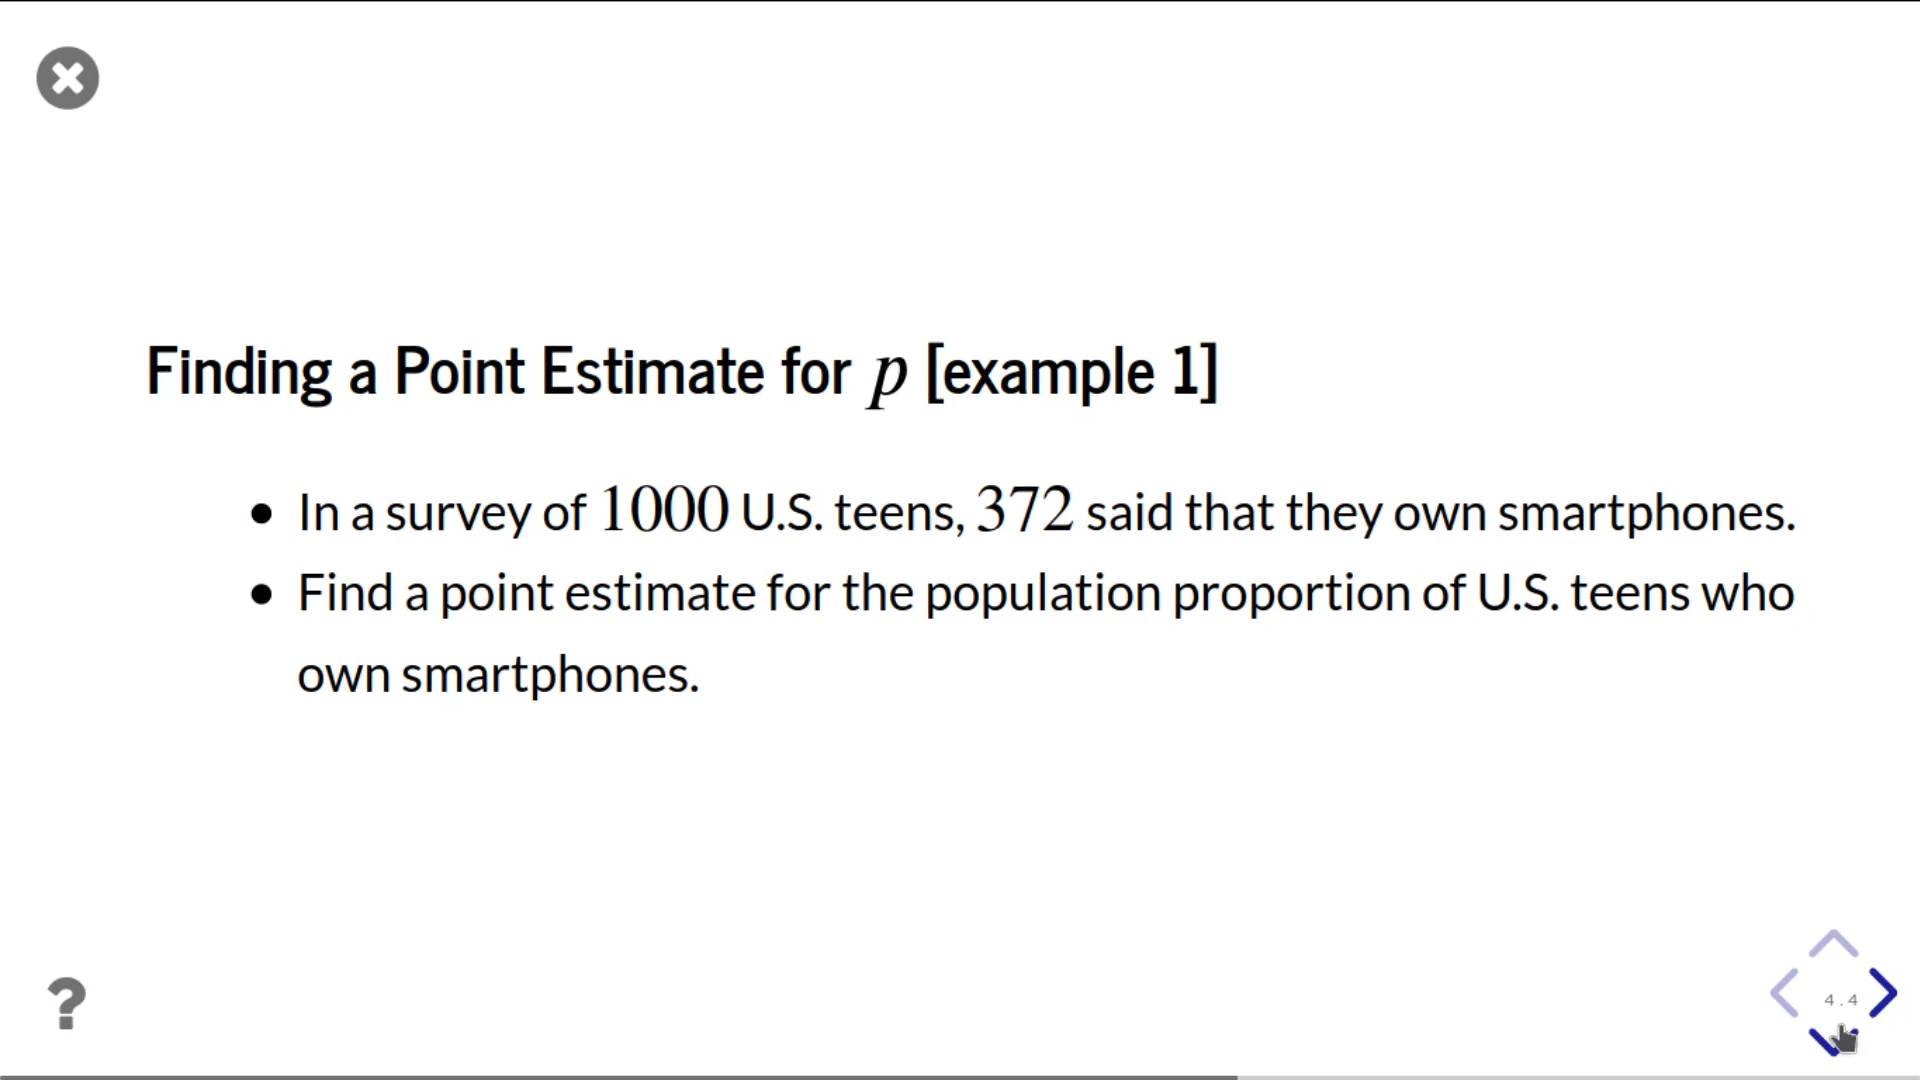 Finding a Point Estimate for p [example 1]
• In a survey of 1000 U.S. teens, 372 said that they own smartphones.
• Find a point estimate for the population proportion of U.S. teens who
own smartphones.
?
4.4